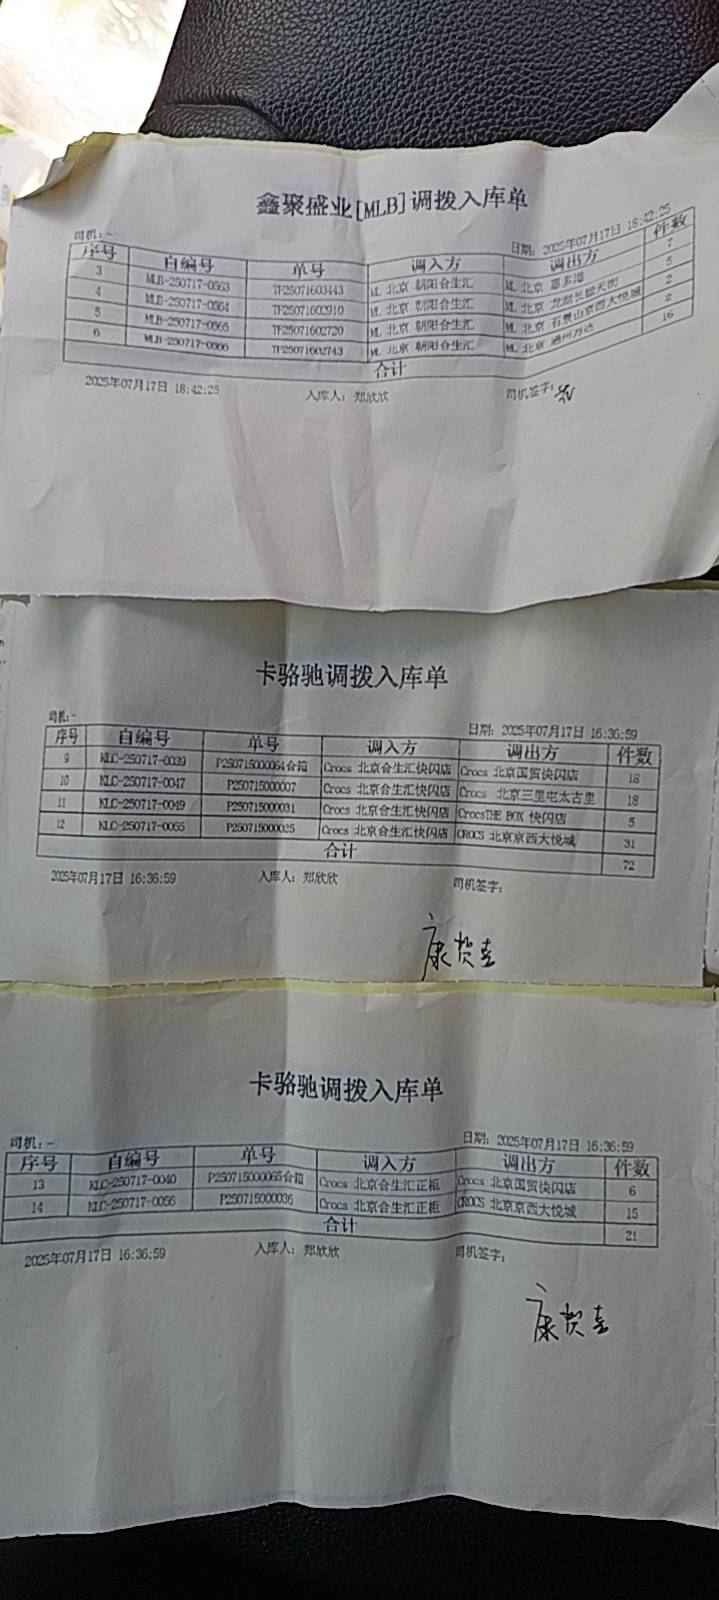 鑫聚盛业[MLB]调拨入库单
司机:- 日期: 2025年07月17日 18:42:25
序号 自编号 单号 调入方 调出方 件数
3 MLB-250717-0563 TF25071603443 ML 北京 朝阳合生汇 ML 北京 7
4 MLB-250717-0564 TF25071602910 ML 北京 朝阳合生汇 ML 北京 龙湖长楹天街 5
5 MLB-250717-0565 TF25071602720 ML 北京 朝阳合生汇 ML 北京 石景山京西大悦城 2
6 MLB-250717-0566 TF25071602743 ML 北京 朝阳合生汇 ML 北京 通州万达 2
合计 16
2025年07月17日 18:42:25 入库人: 郑欣欣 司机签字:
卡骆驰调拨入库单
司机:- 日期: 2025年07月17日 16:36:59
序号 自编号 单号 调入方 调出方 件数
9 KLC-250717-0039 P250715000064合箱 Crocs 北京合生汇快闪店 Crocs 北京国贸快闪店 18
10 KLC-250717-0047 P250715000007 Crocs 北京合生汇快闪店 Crocs 北京三里屯太古里 18
11 KLC-250717-0049 P250715000031 Crocs 北京合生汇快闪店 CrocsTHE BOX 快闪店 5
12 KLC-250717-0055 P250715000025 Crocs 北京合生汇快闪店 CROCS 北京京西大悦城 31
合计 72
2025年07月17日 16:36:59 入库人: 郑欣欣 司机签字:
康
卡骆驰调拨入库单
司机:- 日期: 2025年07月17日 16:36:59
序号 自编号 单号 调入方 调出方 件数
13 KLC-250717-0040 P250715000065合箱 Crocs 北京合生汇正柜 Crocs 北京国贸快闪店 6
14 KLC-250717-0056 P250715000036 Crocs 北京合生汇正柜 CROCS 北京京西大悦城 15
合计 21
2025年07月17日 16:36:59 入库人: 郑欣欣 司机签字:
康